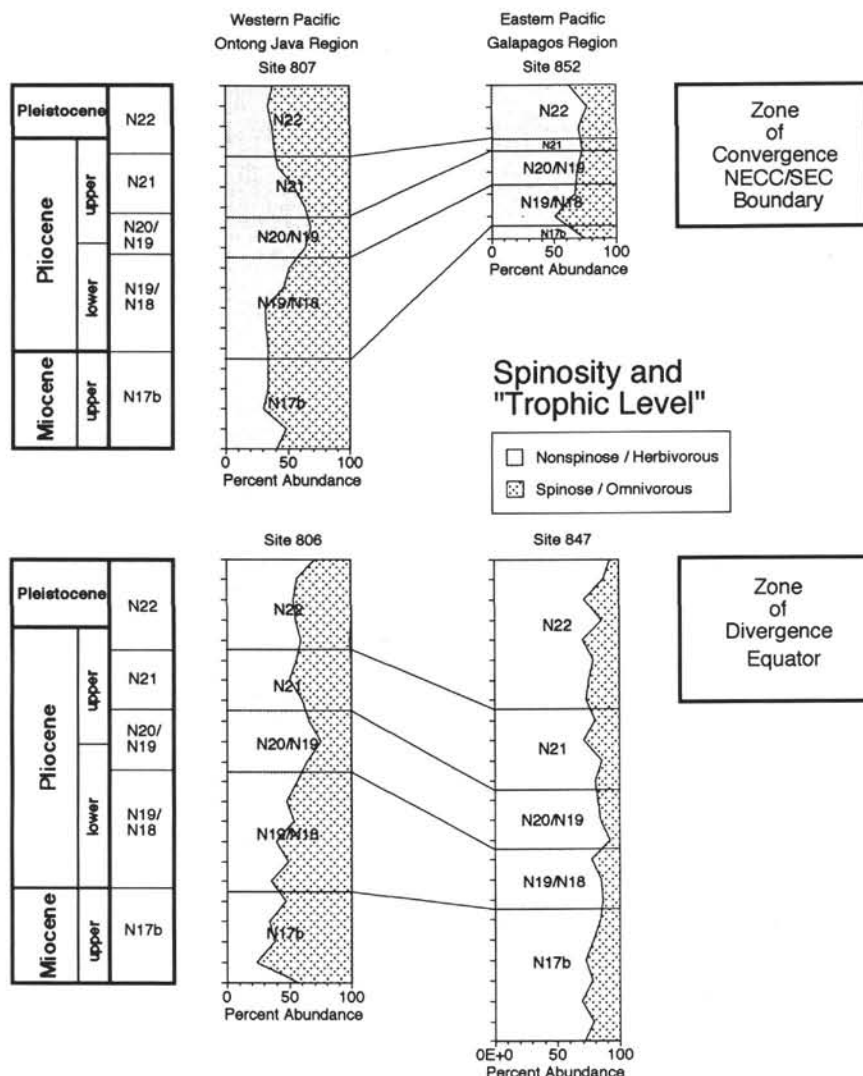 Western Pacific
Ontong Java Region
Site 807
Eastern Pacific
Galapagos Region
Site 852
Pleistocene
Pliocene
Miocene
upper
lower
upper
N22
N21
N20/
N19
N19/
N18
N17b
N22
N21
N20/N19
N19/N18
N17b
0 50 100
Percent Abundance
N22
N21
N20/N19
N19/N18
N17b
0 50 100
Percent Abundance
Zone
of
Convergence
NECC/SEC
Boundary
Spinosity and
"Trophic Level"
Nonspinose / Herbivorous
Spinose / Omnivorous
Site 806
Site 847
Pleistocene
Pliocene
Miocene
upper
lower
upper
N22
N21
N20/
N19
N19/
N18
N17b
N22
N21
N20/N19
N19/N18
N17b
0 50 100
Percent Abundance
N22
N21
N20/N19
N19/N18
N17b
0E+0 50 100
Percent Abundance
Zone
of
Divergence
Equator